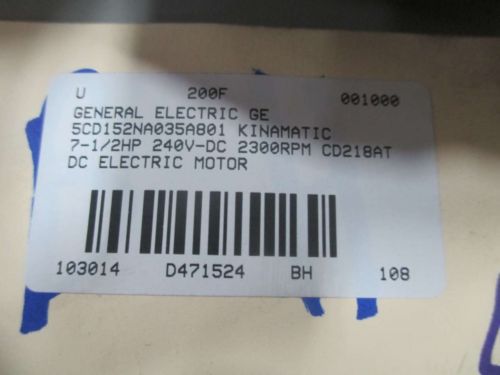 U 200F 001000
GENERAL ELECTRIC GE
5CD152NA035A801 KINAMATIC
7-1/2HP 240V-DC 2300RPM CD218AT
DC ELECTRIC MOTOR
103014 D471524 BH 108